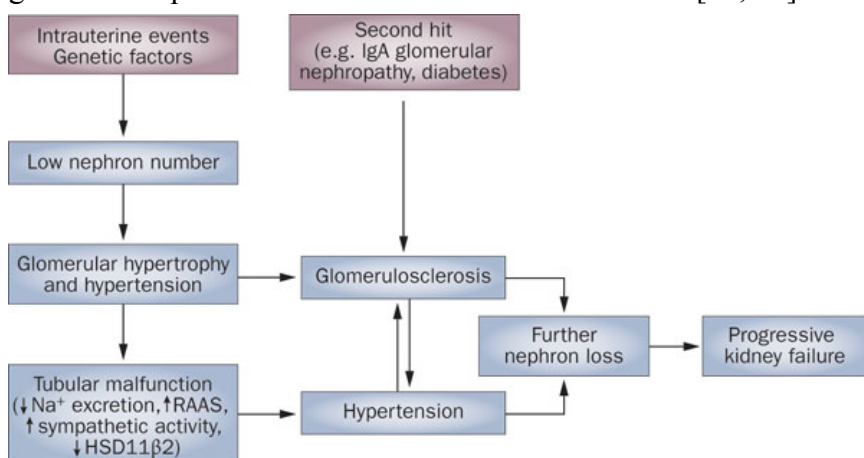 Intrauterine events
Genetic factors
Second hit
(e.g. IgA glomerular
nephropathy, diabetes)
Low nephron number
Glomerular hypertrophy
and hypertension
Glomerulosclerosis
Further
nephron loss
Progressive
kidney failure
Tubular malfunction
(↓Na⁺ excretion,↑RAAS,
↑sympathetic activity,
↓HSD11β2)
Hypertension